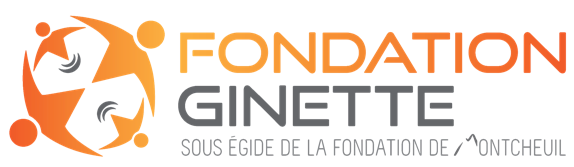 FONDATION
GINETTE
SOUS ÉGIDE DE LA FONDATION DE MONTCHEUIL